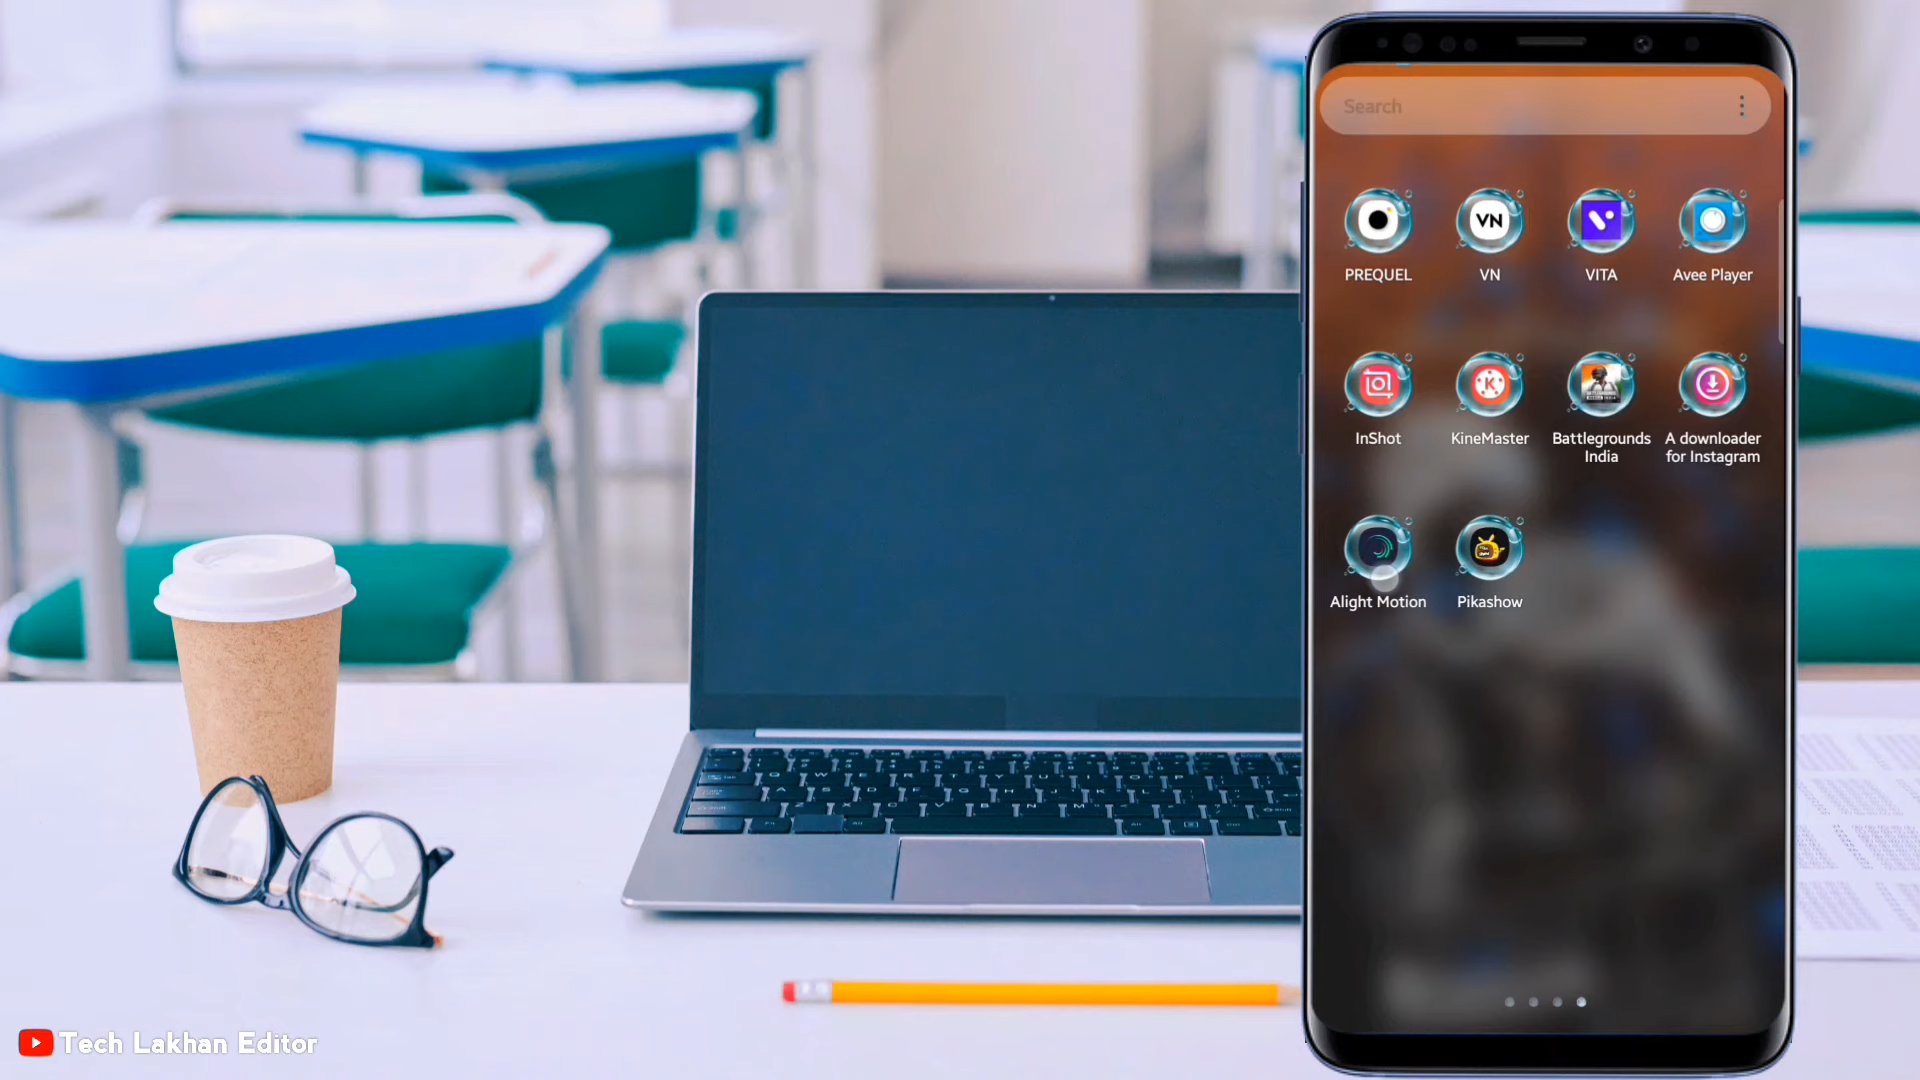 Search
PREQUEL
VN
VN
VITA
Avee Player
InShot
K
KineMaster
Battlegrounds
India
A downloader
for Instagram
Alight Motion
Pikashow
Tech Lakhan Editor